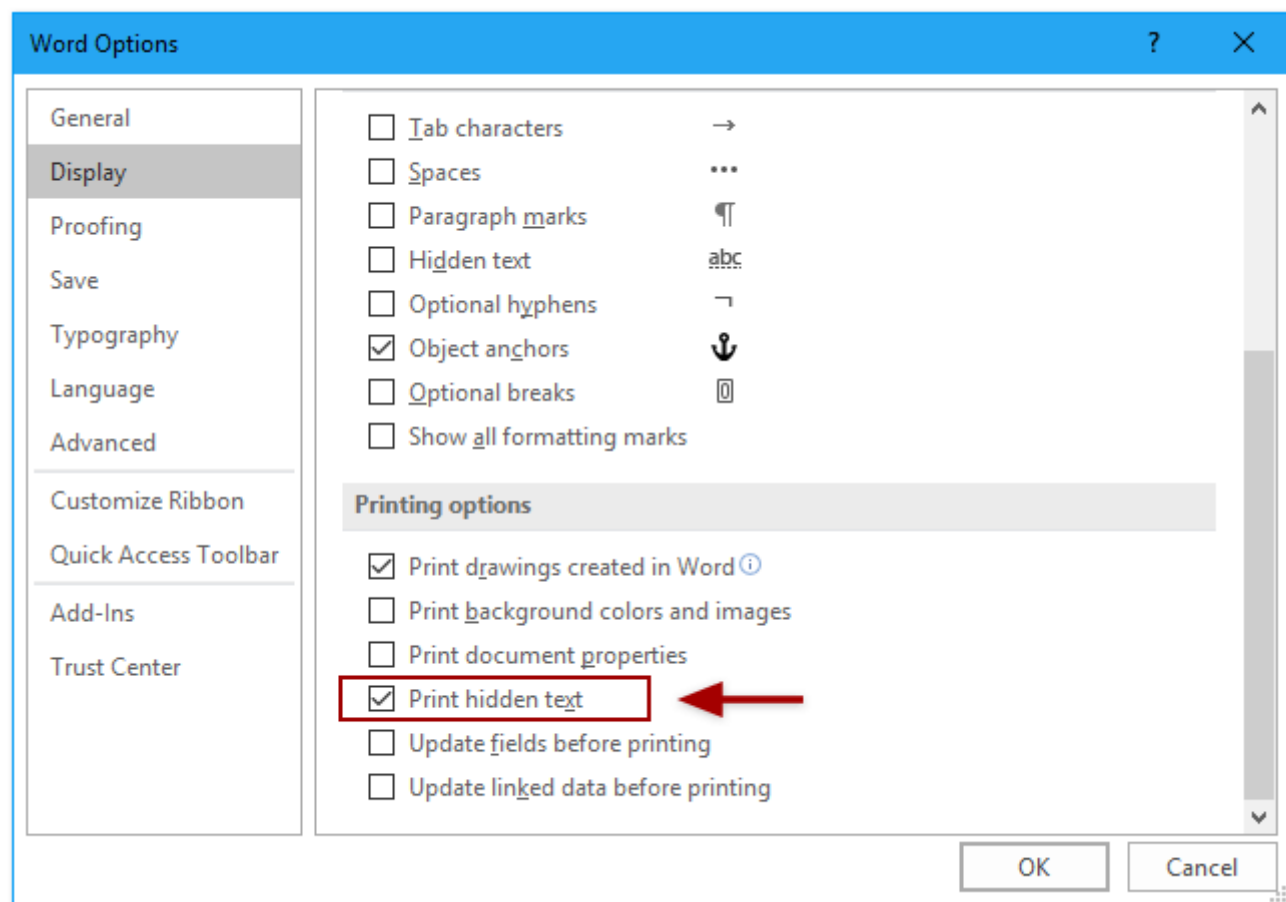 Word Options
?
General
Display
Proofing
Save
Typography
Language
Advanced
Customize Ribbon
Quick Access Toolbar
Add-Ins
Trust Center
Tab characters →
Spaces •••
Paragraph marks ¶
Hidden text abc
Optional hyphens ¬
Object anchors
Optional breaks
Show all formatting marks
Printing options
Print drawings created in Word
Print background colors and images
Print document properties
Print hidden text
Update fields before printing
Update linked data before printing
OK
Cancel